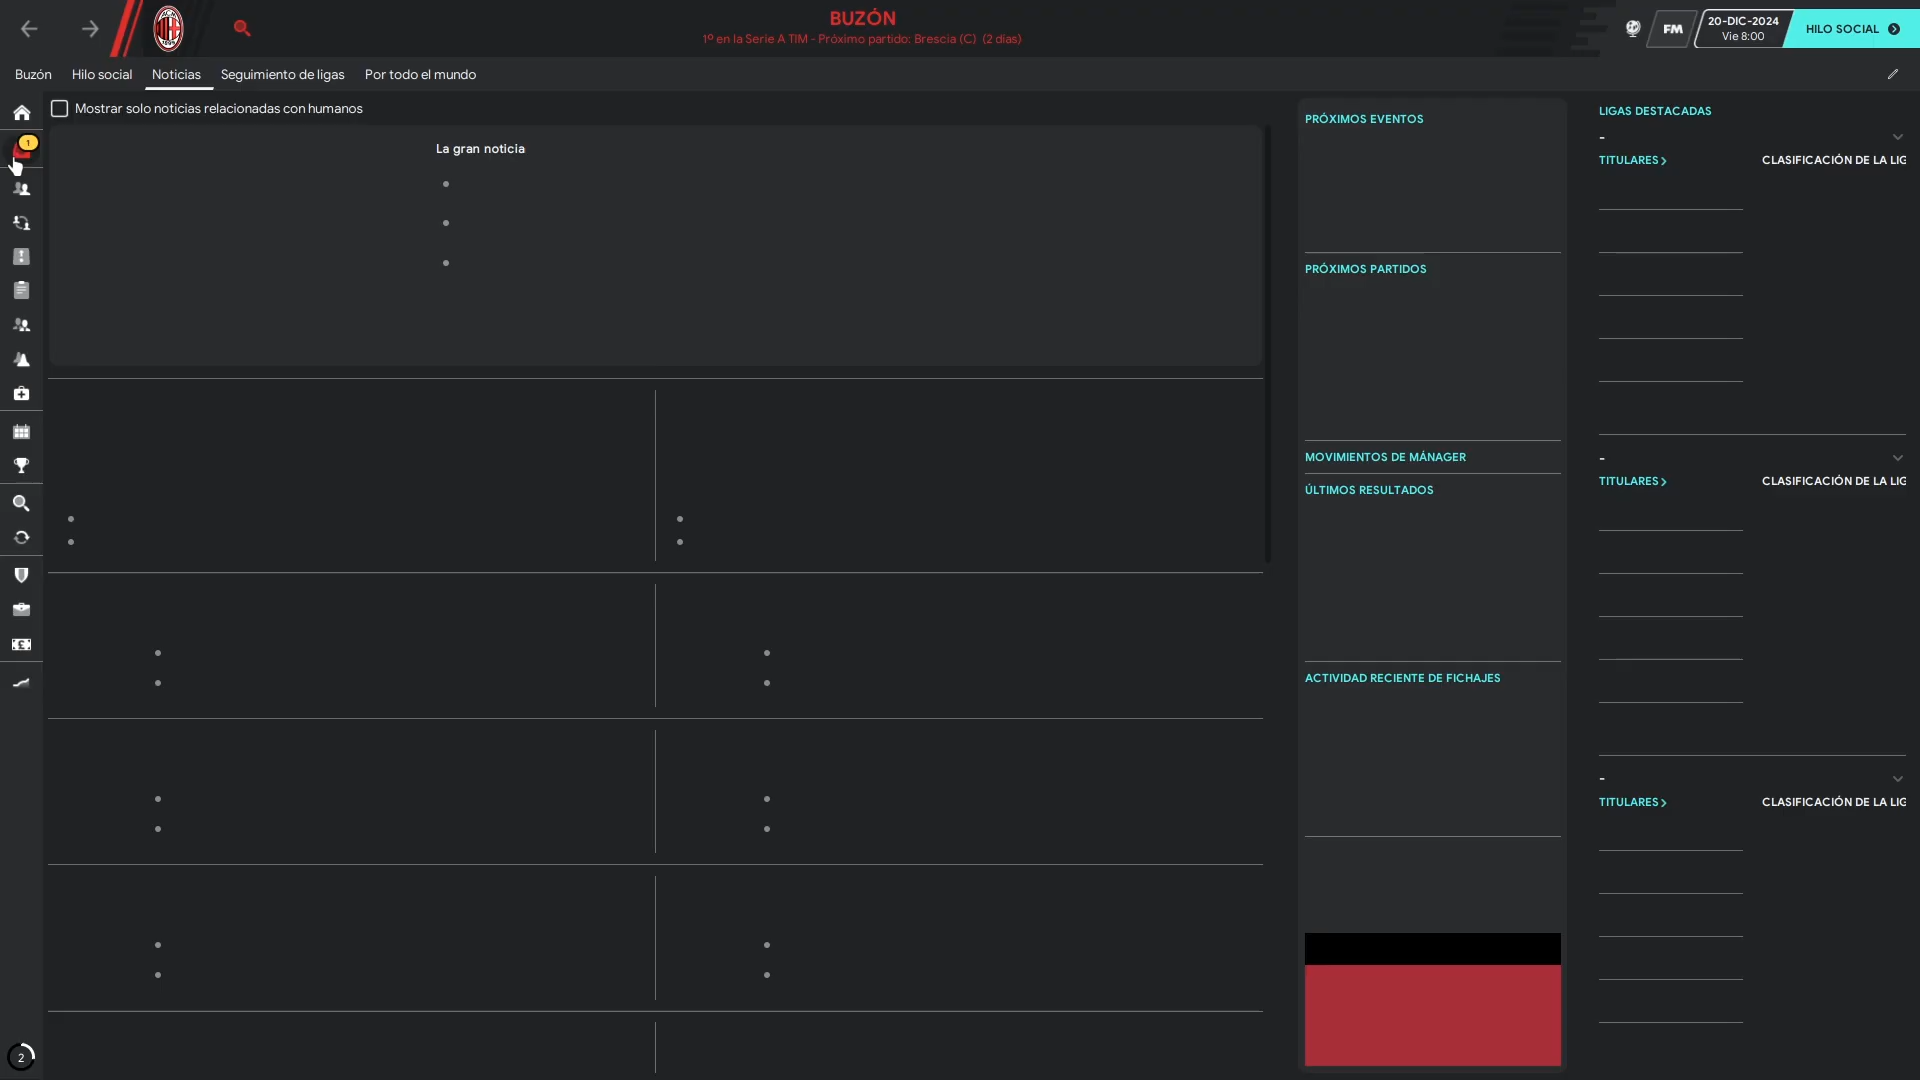 BUZÓN
1º en la Serie A TIM - Próximo partido: Brescia (C) (2 días)
FM
20-DIC-2024
Vie 8:00
HILO SOCIAL
Buzón
Hilo social
Noticias
Seguimiento de ligas
Por todo el mundo
1
Mostrar solo noticias relacionadas con humanos
La gran noticia
PRÓXIMOS EVENTOS
PRÓXIMOS PARTIDOS
MOVIMIENTOS DE MÁNAGER
ÚLTIMOS RESULTADOS
ACTIVIDAD RECIENTE DE FICHAJES
LIGAS DESTACADAS
-
TITULARES >
CLASIFICACIÓN DE LA LIG
-
TITULARES >
CLASIFICACIÓN DE LA LIG
-
TITULARES >
CLASIFICACIÓN DE LA LIG
2